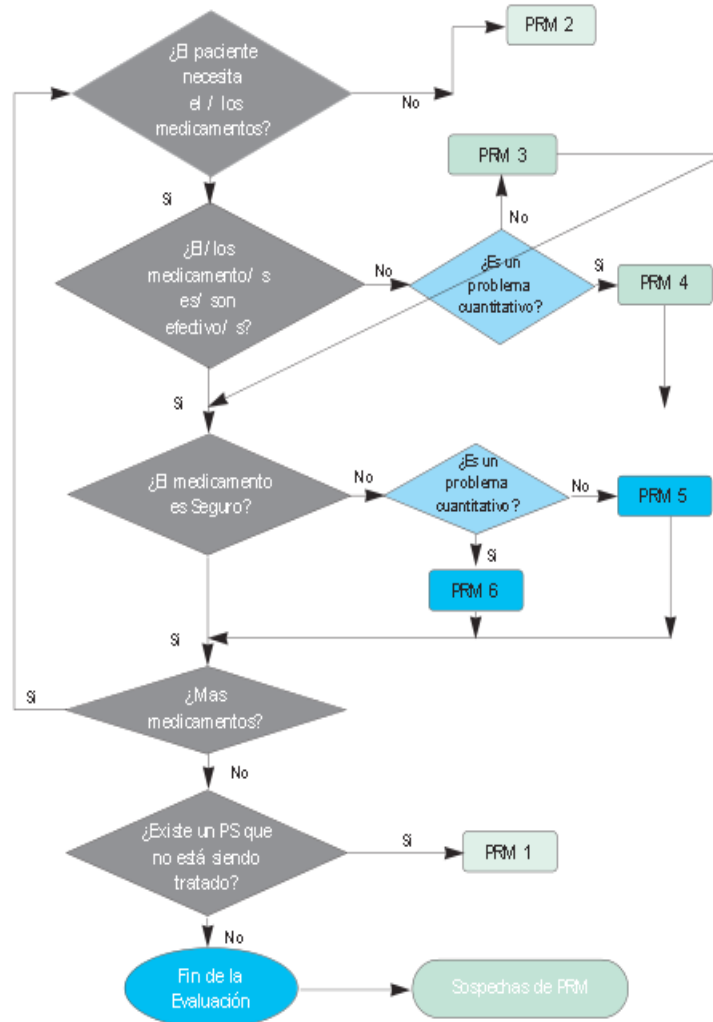 PRM 2
¿El paciente
necesita
el / los
medicamentos?
No
PRM 3
Si
No
¿El/los
medicamento/ s
es/ son
efectivo/ s?
No
¿Es un
problema
cuantitativo?
Si
PRM 4
Si
¿El medicamento
es Seguro?
No
¿Es un
problema
cuantitativo?
No
PRM 5
Si
PRM 6
Si
Si
¿Mas
medicamentos?
No
¿Existe un PS que
no está siendo
tratado?
Si
PRM 1
No
Fin de la
Evaluación
Sospechas de PRM